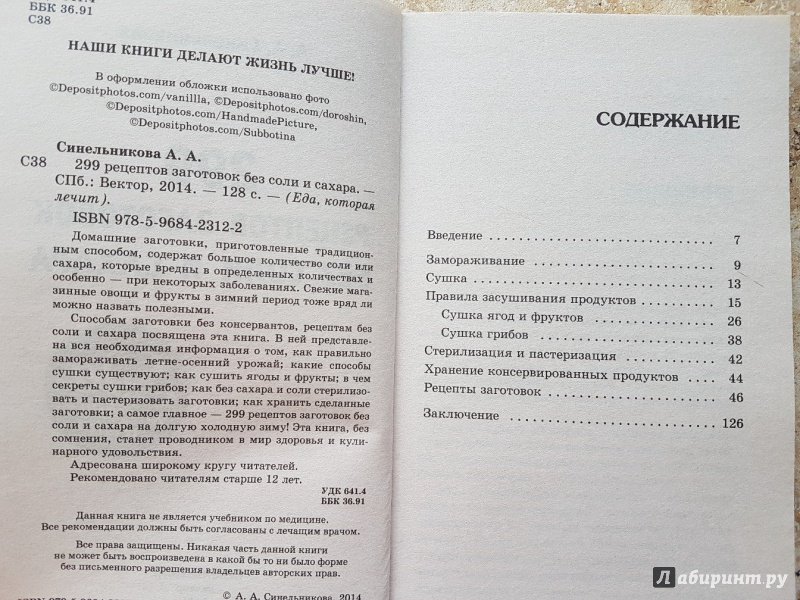 ББК 36.91
С38
НАШИ КНИГИ ДЕЛАЮТ ЖИЗНЬ ЛУЧШЕ!
В оформлении обложки использовано фото
©Depositphotos.com/vanillla, ©Depositphotos.com/doroshin,
©Depositphotos.com/HandmadePicture,
©Depositphotos.com/Subbotina
Синельникова А. А.
С38 299 рецептов заготовок без соли и сахара. —
СПб.: Вектор, 2014. — 128 с. — (Еда, которая
лечит).
ISBN 978-5-9684-2312-2
Домашние заготовки, приготовленные традицион-
ным способом, содержат большое количество соли или
сахара, которые вредны в определенных количествах и
особенно — при некоторых заболеваниях. Свежие мага-
зинные овощи и фрукты в зимний период тоже вряд ли
можно назвать полезными.
Способам заготовки без консервантов, рецептам без
соли и сахара посвящена эта книга. В ней представле-
на вся необходимая информация о том, как правильно
замораживать летне-осенний урожай; какие способы
сушки существуют; как сушить ягоды и фрукты; в чем
секреты сушки грибов; как без сахара и соли стерилизо-
вать и пастеризовать заготовки; как хранить сделанные
заготовки; а самое главное — 299 рецептов заготовок без
соли и сахара на долгую холодную зиму! Эта книга, без
сомнения, станет проводником в мир здоровья и кули-
нарного удовольствия.
Адресована широкому кругу читателей.
Рекомендовано читателям старше 12 лет.
УДК 641.4
ББК 36.91
Данная книга не является учебником по медицине.
Все рекомендации должны быть согласованы с лечащим врачом.
Все права защищены. Никакая часть данной книги
не может быть воспроизведена в какой бы то ни было форме
без письменного разрешения владельцев авторских прав.
© А. А. Синельникова, 2014
СОДЕРЖАНИЕ
Введение 7
Замораживание 9
Сушка 13
Правила засушивания продуктов 15
Сушка ягод и фруктов 26
Сушка грибов 38
Стерилизация и пастеризация 42
Хранение консервированных продуктов 44
Рецепты заготовок 46
Заключение 126
Лабиринт.ру